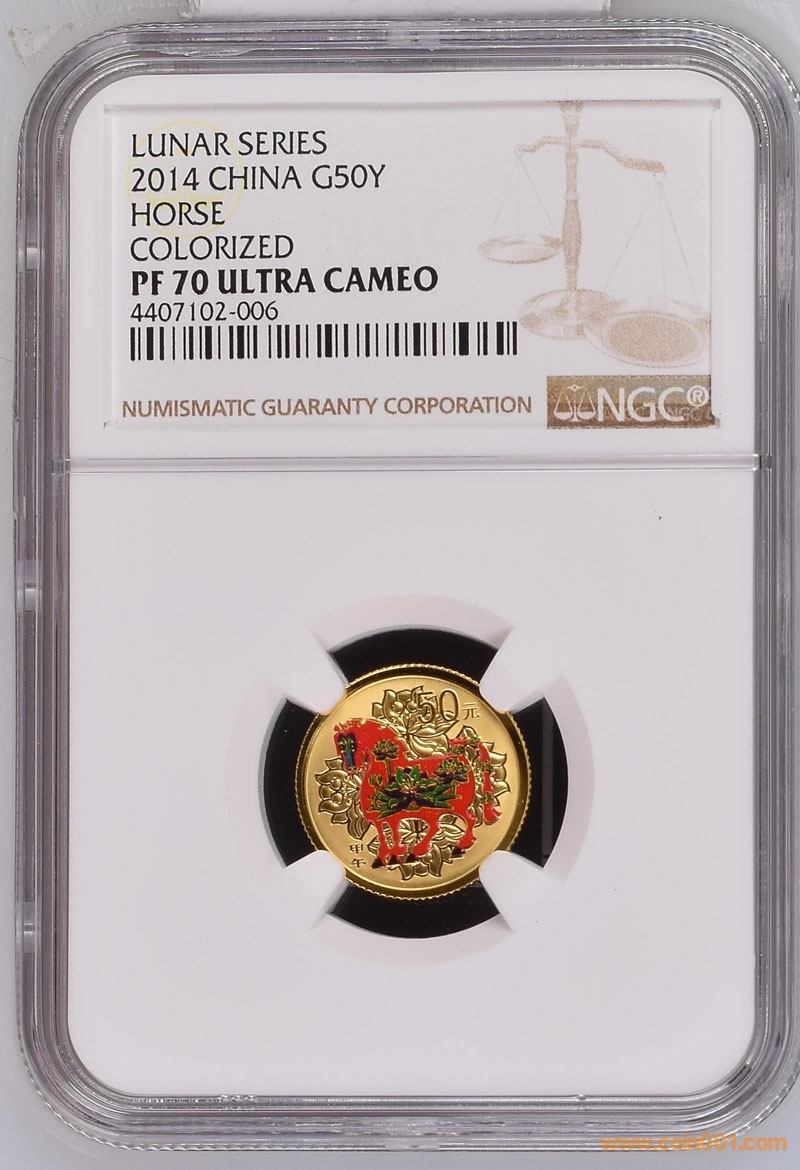 LUNAR SERIES
2014 CHINA G50Y
HORSE
COLORIZED
PF 70 ULTRA CAMEO
4407102-006
NUMISMATIC GUARANTY CORPORATION
NGC®
50元
甲
午
www.coin001.com